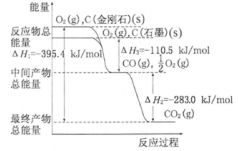 能量
O₂(g),C(金刚石)(s)
反应物总
能量
O₂(g),C(石墨)(s)
ΔH₁=-395.4 kJ/mol
ΔH₃=-110.5 kJ/mol
CO(g),½O₂(g)
中间产物
总能量
ΔH₂=-283.0 kJ/mol
CO₂(g)
最终产物
总能量
反应过程